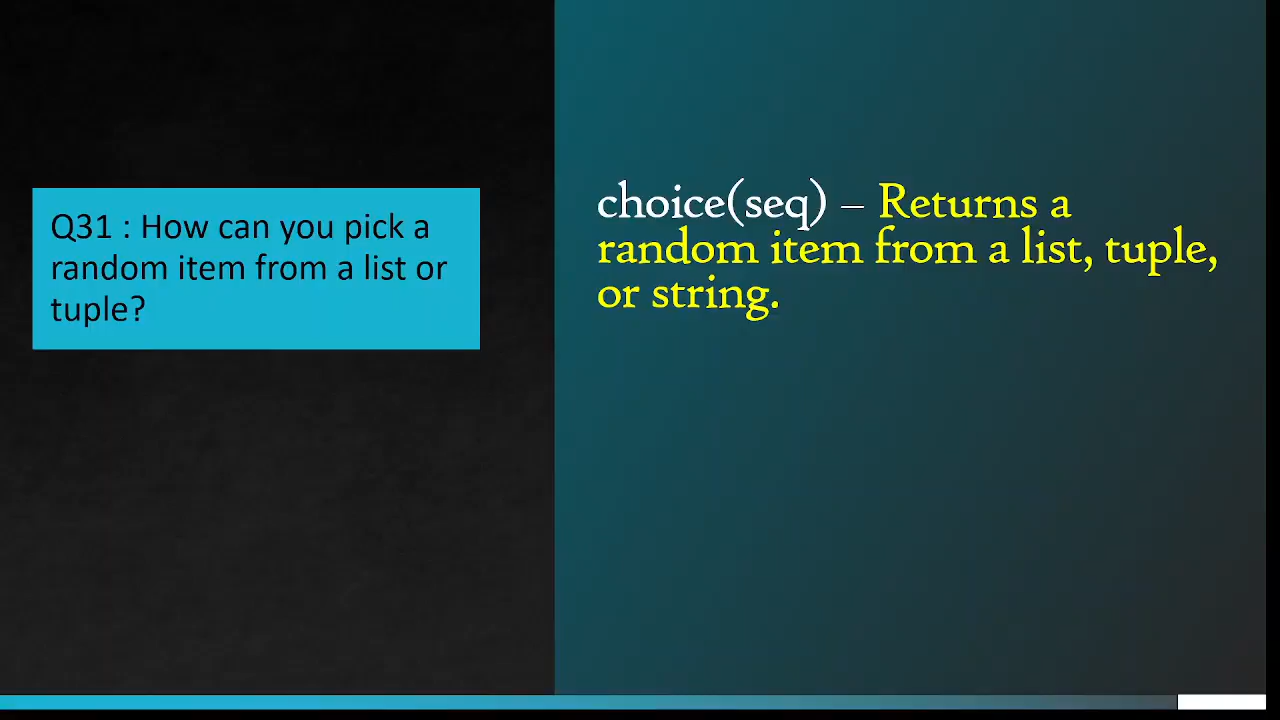 Q31 : How can you pick a
random item from a list or
tuple?
choice(seq) – Returns a
random item from a list, tuple,
or string.